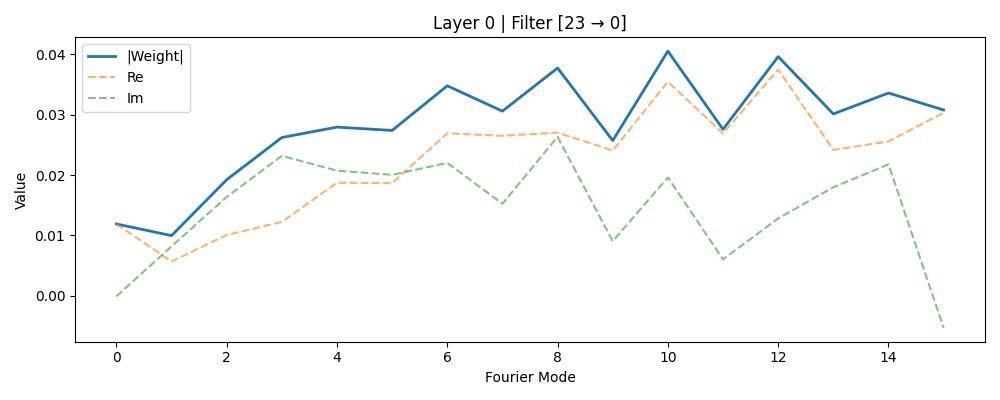 Layer 0 | Filter [23 → 0]
|Weight|
Re
Im
Value
0.04
0.03
0.02
0.01
0.00
0 2 4 6 8 10 12 14
Fourier Mode